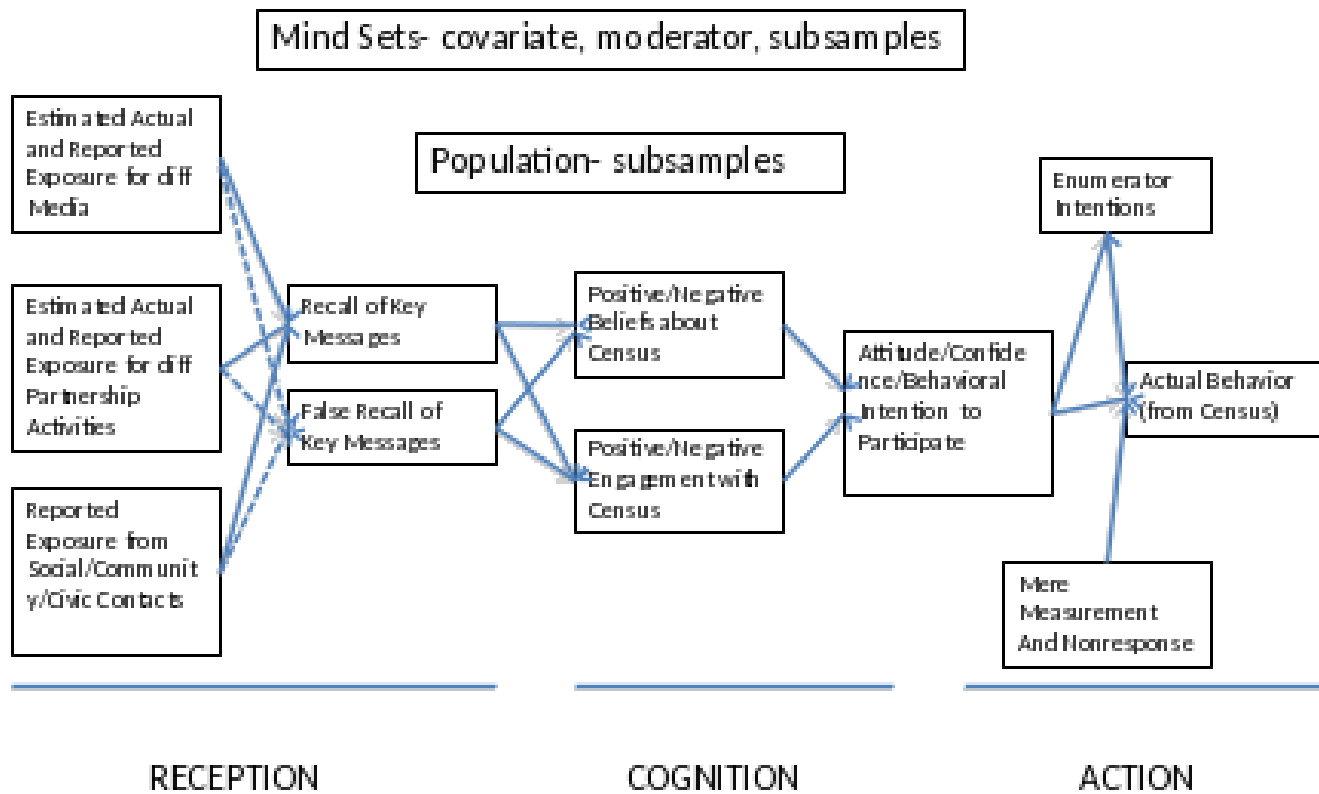 Mind Sets- covariate, moderator, subsamples
Estimated Actual
and Reported
Exposure for diff
Media
Population- subsamples
Enumerator
Intentions
Estimated Actual
and Reported
Exposure for diff
Partnership
Activities
Recall of Key
Messages
False Recall of
Key Messages
Positive/Negative
Beliefs about
Census
Positive/Negative
Engagement with
Census
Attitude/Confide
nce/Behavioral
Intention to
Participate
Actual Behavior
(from Census)
Reported
Exposure from
Social/Communit
y/Civic Contacts
Mere
Measurement
And Nonresponse
RECEPTION
COGNITION
ACTION